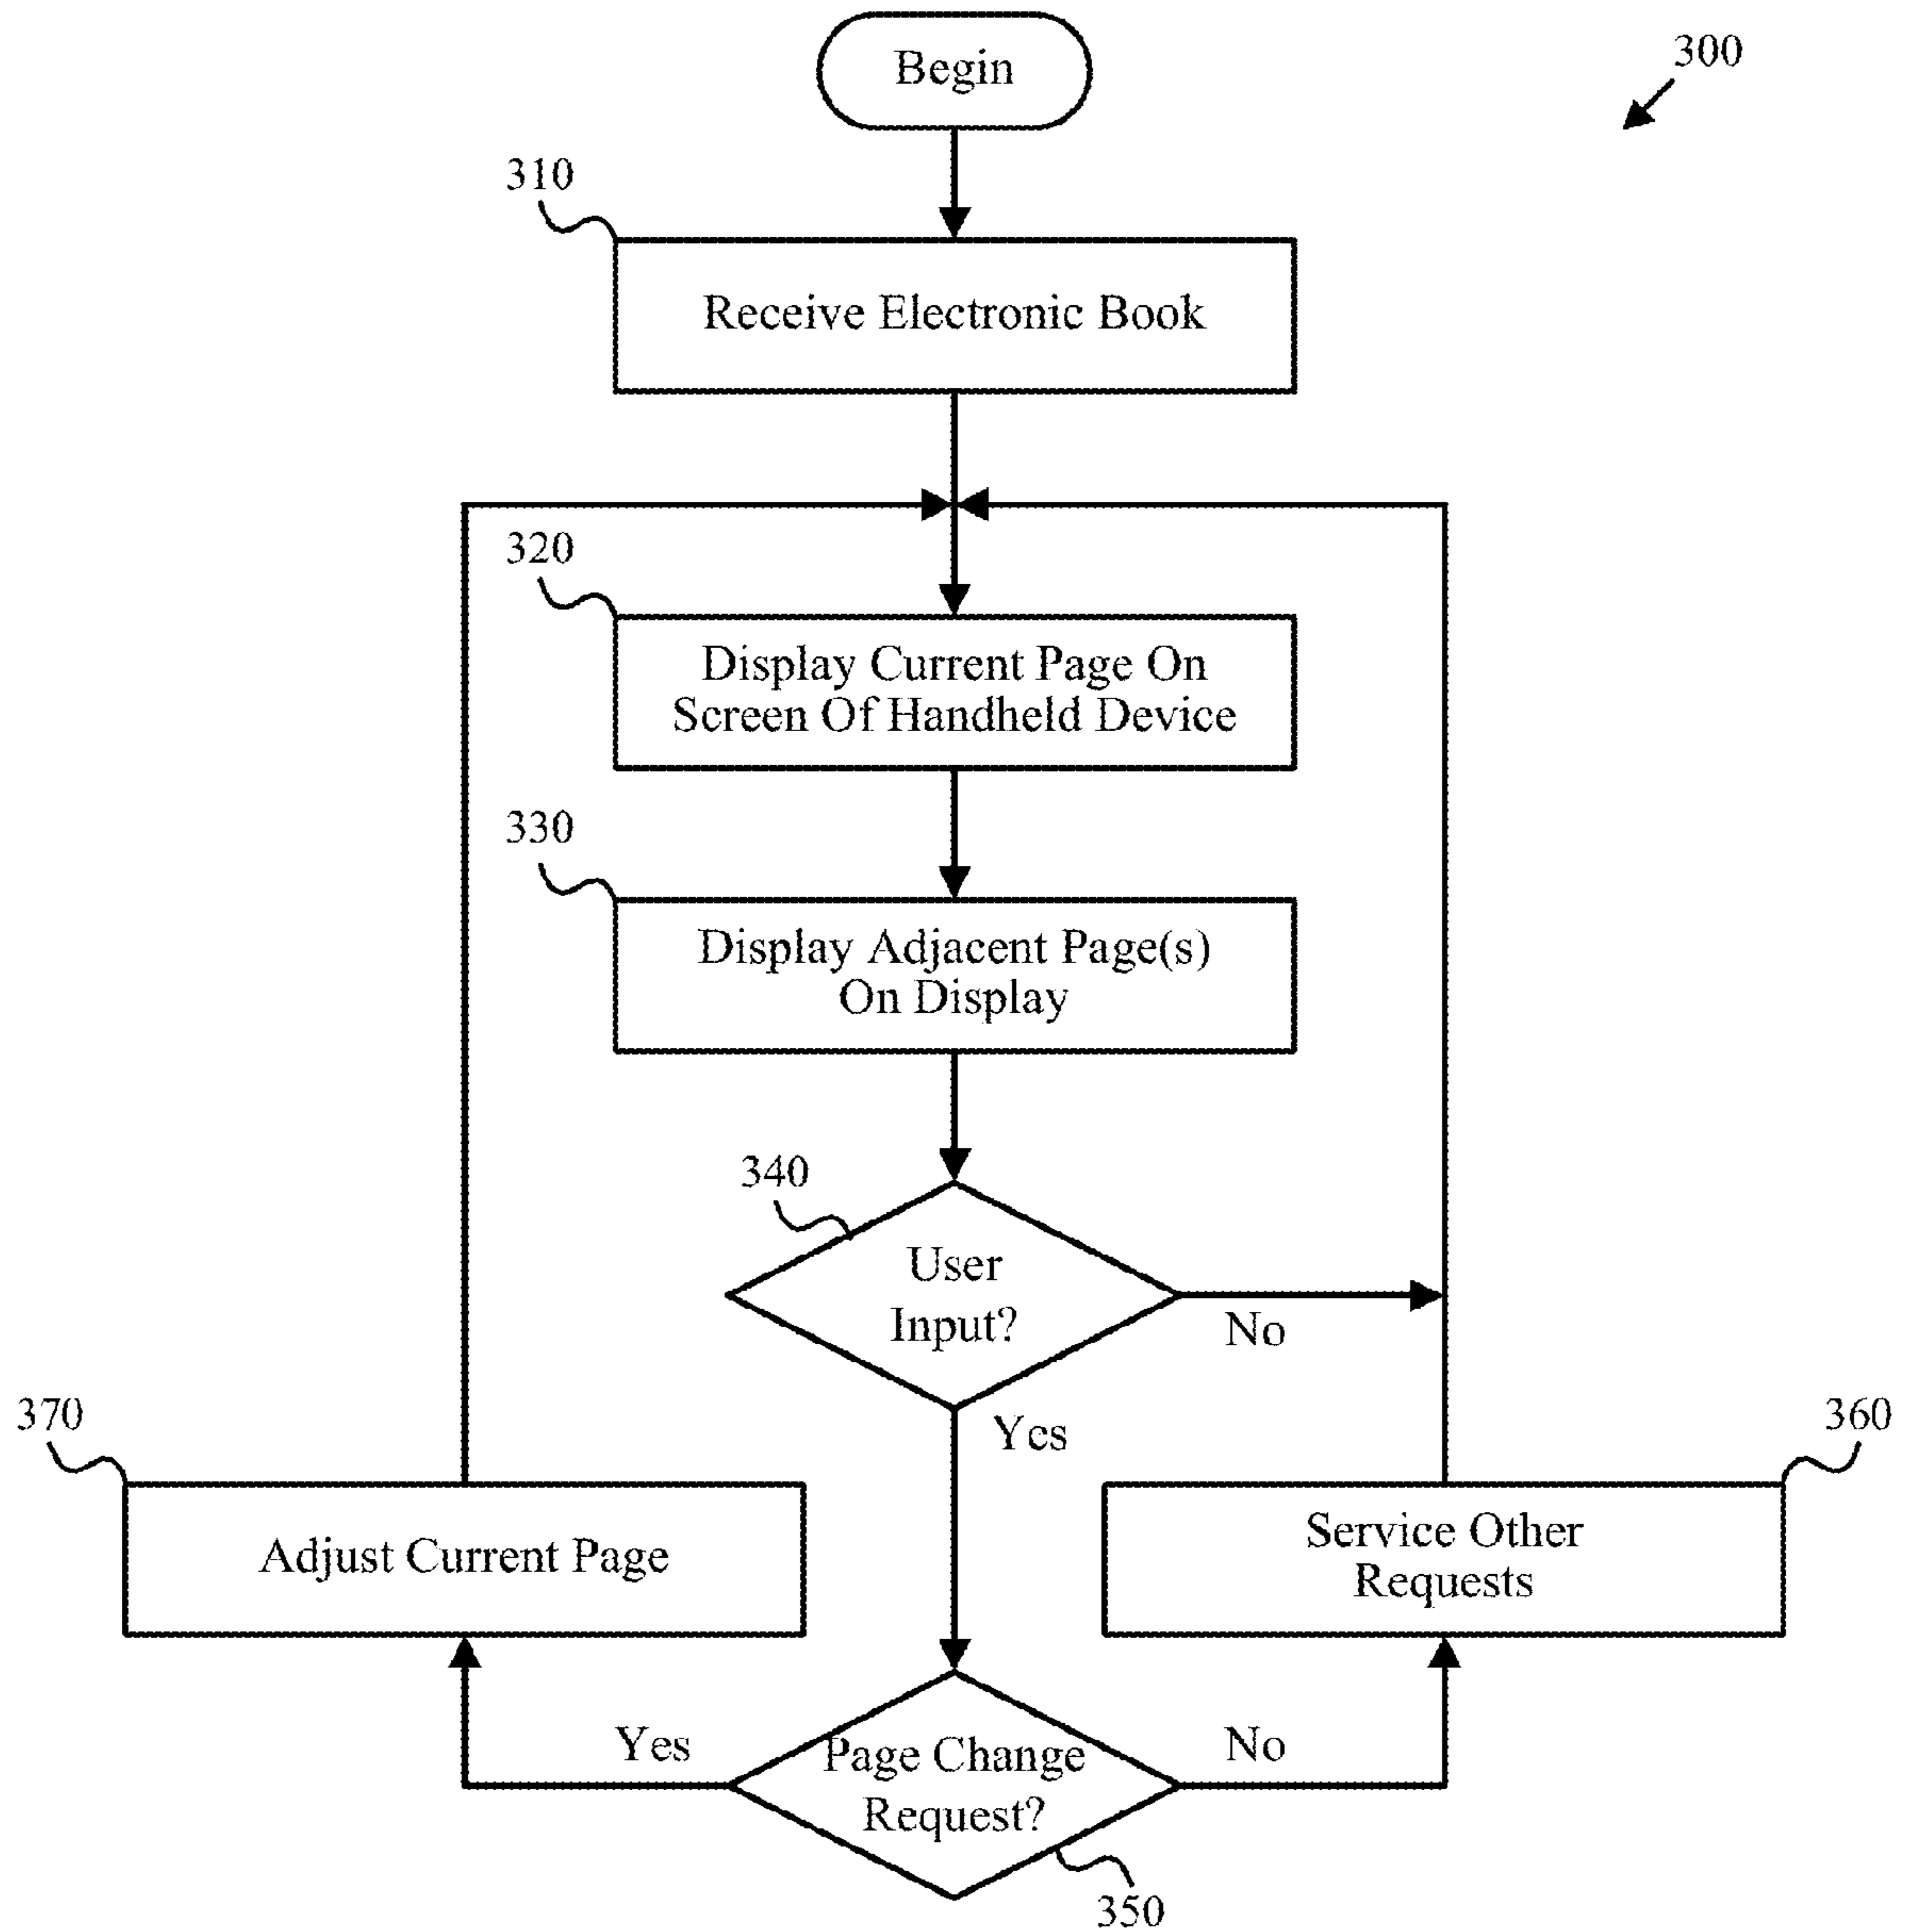 Begin
300
310
Receive Electronic Book
320
Display Current Page On
Screen Of Handheld Device
330
Display Adjacent Page(s)
On Display
340
User
Input?
No
Yes
370
360
Adjust Current Page
Service Other
Requests
Yes
Page Change
Request?
No
350